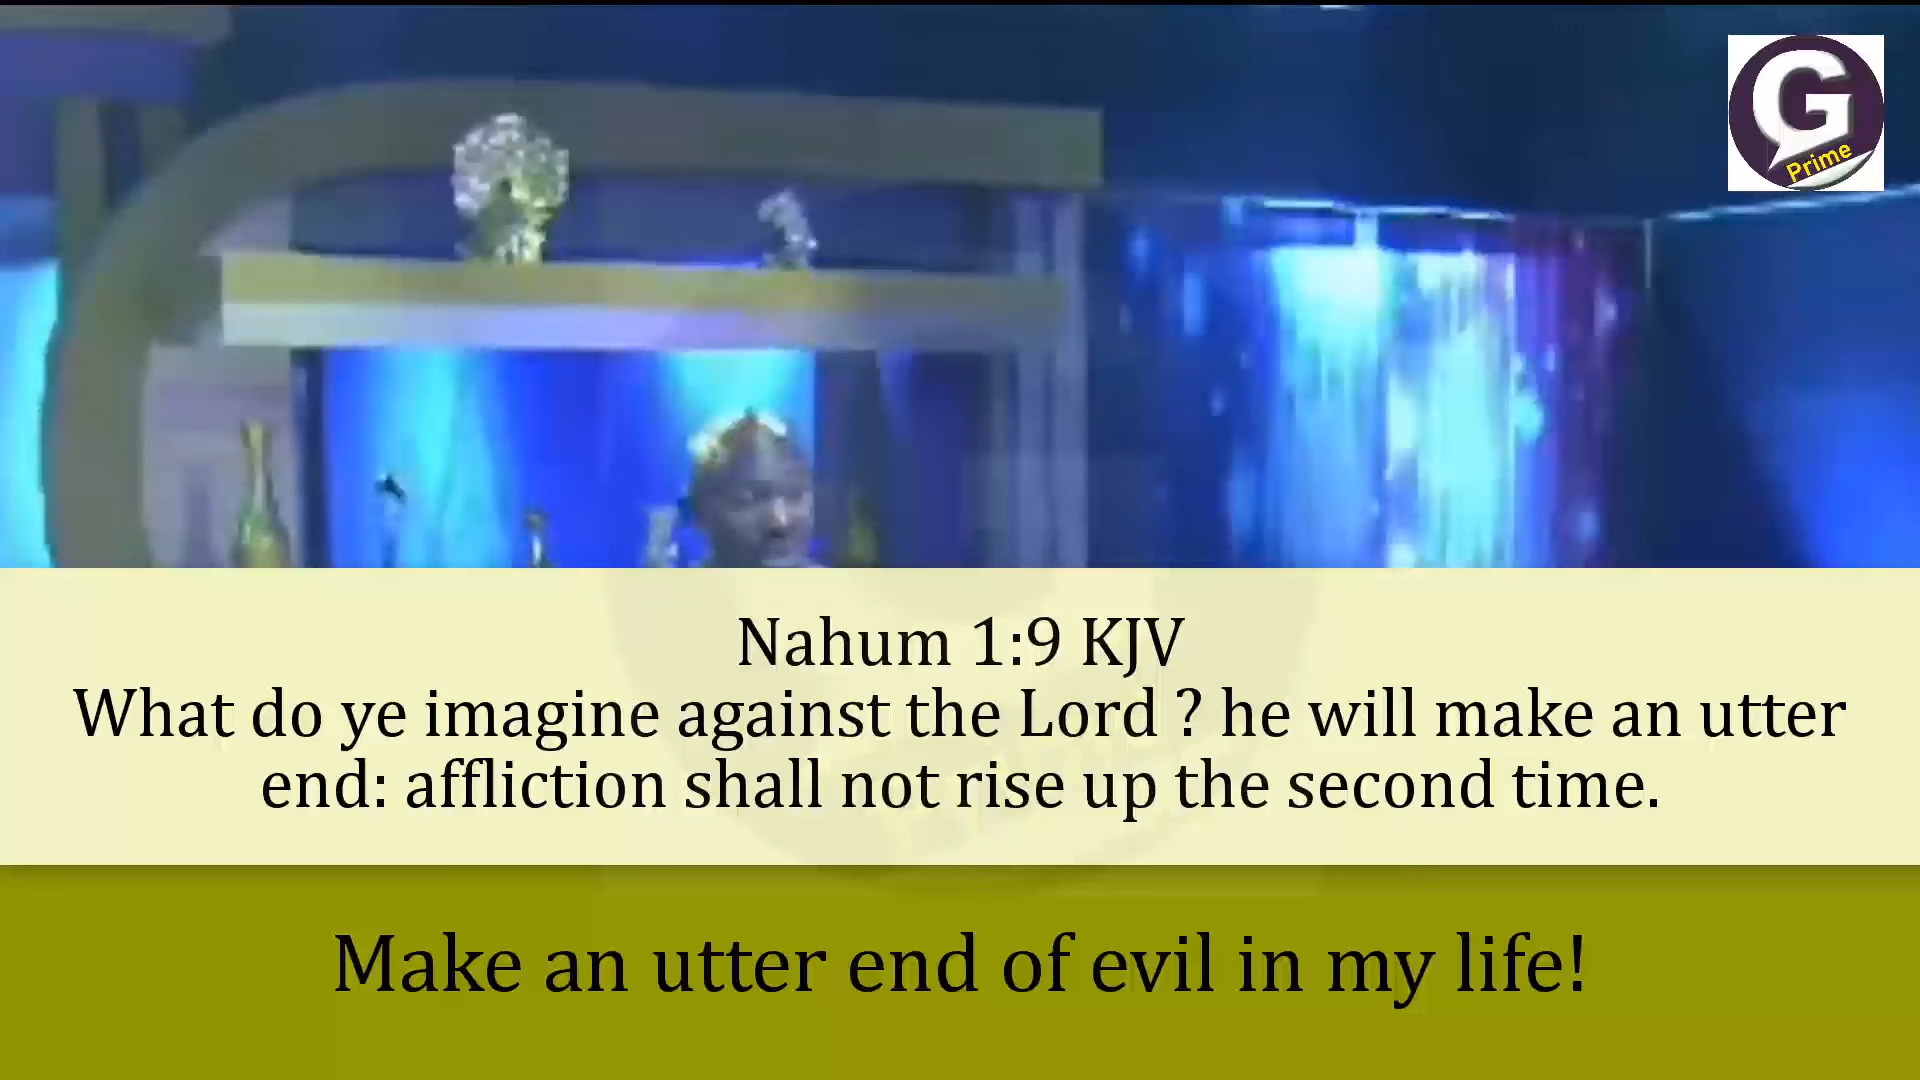 G
Prime
Nahum 1:9 KJV
What do ye imagine against the Lord ? he will make an utter
end: affliction shall not rise up the second time.
Make an utter end of evil in my life!